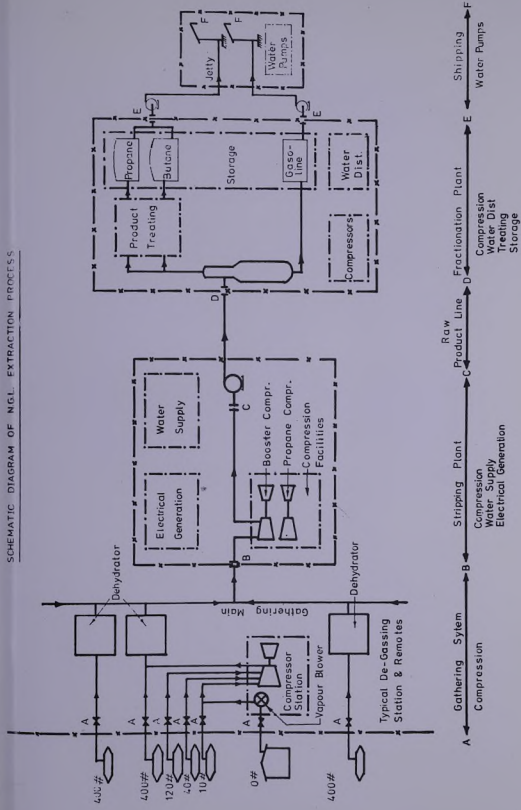 SCHEMATIC DIAGRAM OF N.G.L. EXTRACTION PROCESS
400#
400#
120#
40#
10#
0#
400#
A
A
A
A
A
A
A
Dehydrator
Compressor
Station
Vapour Blower
Dehydrator
Typical De-Gassing
Station & Remotes
Gathering Main
B
Electrical
Generation
Water
Supply
Booster Compr.
Propane Compr.
Compression
Facilities
C
D
Product
Treating
Propane
Butane
Storage
Gaso-
line
Compressors
Water
Dist.
E
E
Jetty
F
F
Water
Pumps
A
Gathering Sytem
B
Stripping Plant
C
Raw
Product Line
D
Fractionation Plant
E
Shipping
F
Compression
Compression
Water Supply
Electrical Generation
Compression
Water Dist
Treating
Storage
Water Pumps